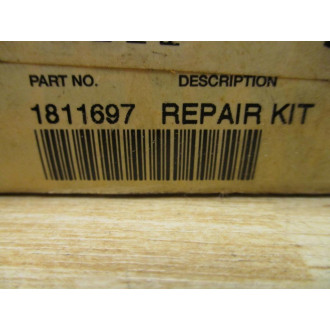 PART NO. DESCRIPTION
1811697 REPAIR KIT